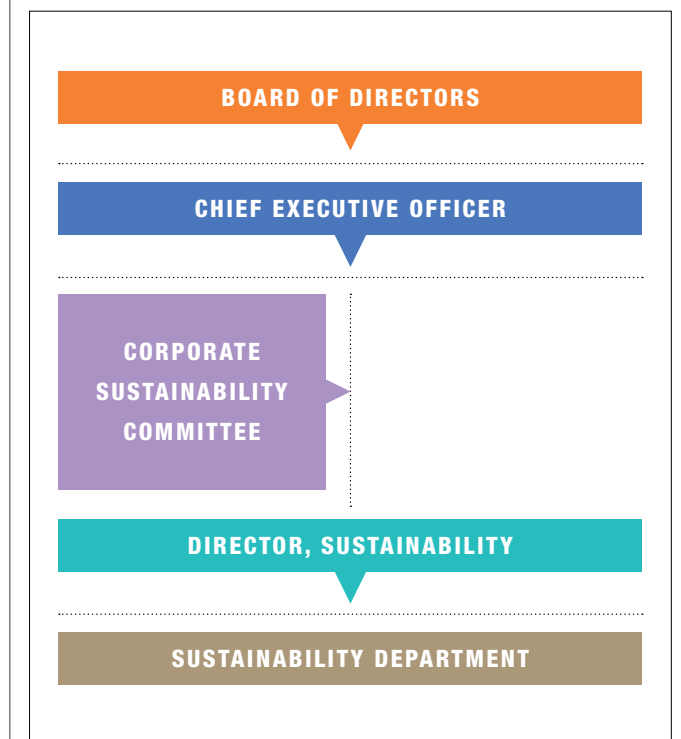 BOARD OF DIRECTORS
CHIEF EXECUTIVE OFFICER
CORPORATE
SUSTAINABILITY
COMMITTEE
DIRECTOR, SUSTAINABILITY
SUSTAINABILITY DEPARTMENT